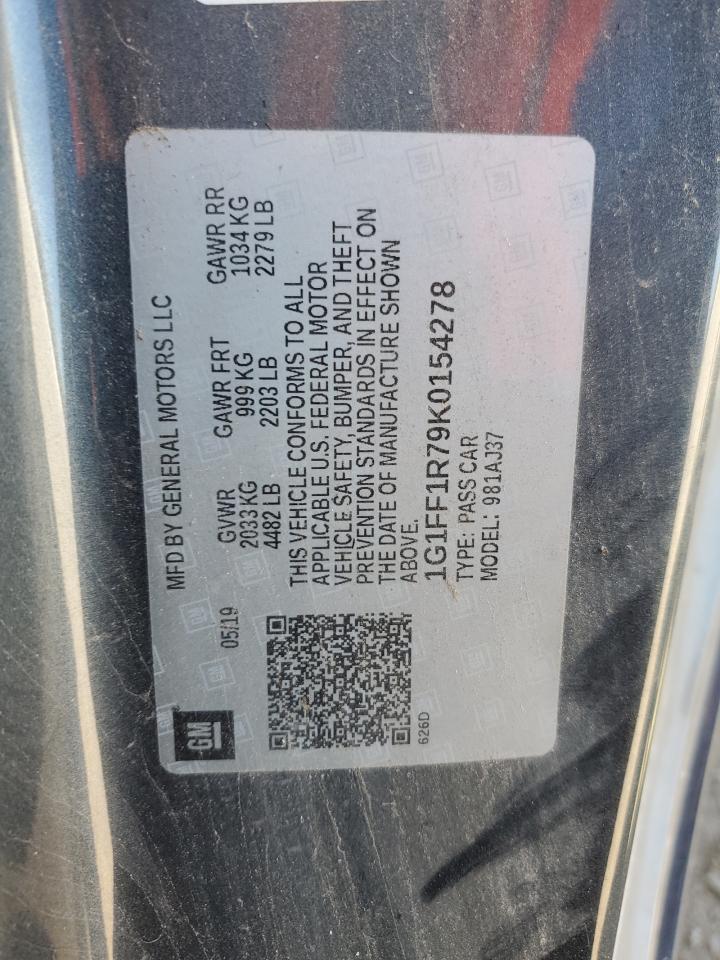 MFD BY GENERAL MOTORS LLC
05/19
GVWR GAWR FRT GAWR RR
2033 KG 999 KG 1034 KG
4482 LB 2203 LB 2279 LB
THIS VEHICLE CONFORMS TO ALL
APPLICABLE U.S. FEDERAL MOTOR
VEHICLE SAFETY, BUMPER, AND THEFT
PREVENTION STANDARDS IN EFFECT ON
THE DATE OF MANUFACTURE SHOWN
ABOVE.
1G1FF1R79K0154278
TYPE: PASS CAR
MODEL: 981AJ37
GM
626D